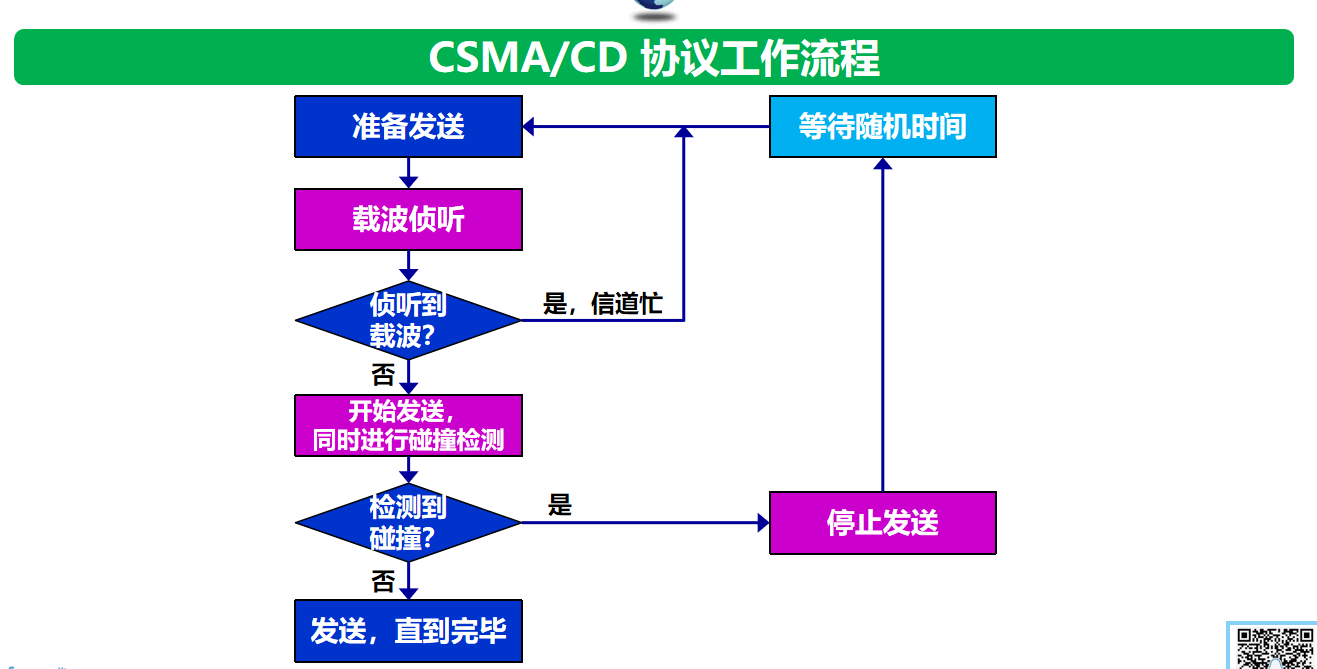 CSMA/CD 协议工作流程
准备发送
等待随机时间
载波侦听
侦听到
载波？
是，信道忙
否
开始发送，
同时进行碰撞检测
检测到
碰撞？
是
停止发送
否
发送，直到完毕